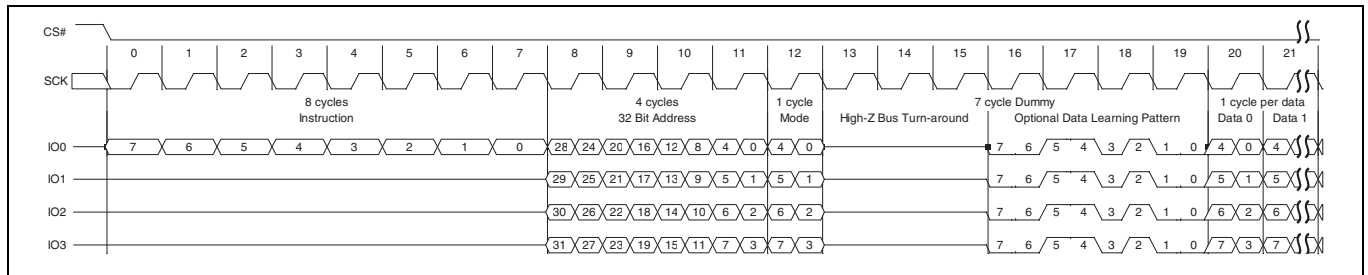 CS#
0 1 2 3 4 5 6 7 8 9 10 11 12 13 14 15 16 17 18 19 20 21
SCK
8 cycles 4 cycles 1 cycle 7 cycle Dummy 1 cycle per data
Instruction 32 Bit Address Mode High-Z Bus Turn-around Optional Data Learning Pattern Data 0 Data 1
IO0 7 6 5 4 3 2 1 0 28 24 20 16 12 8 4 0 4 0 7 6 5 4 3 2 1 0 4 0 4
IO1 29 25 21 17 13 9 5 1 5 1 7 6 5 4 3 2 1 0 5 1 5
IO2 30 26 22 18 14 10 6 2 6 2 7 6 5 4 3 2 1 0 6 2 6
IO3 31 27 23 19 15 11 7 3 7 3 7 6 5 4 3 2 1 0 7 3 7